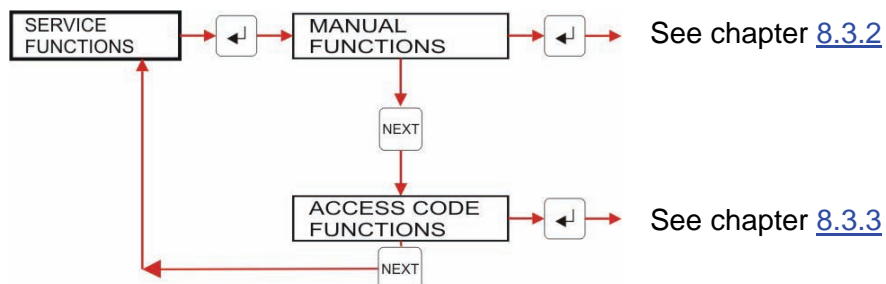 SERVICE
FUNCTIONS
MANUAL
FUNCTIONS
See chapter 8.3.2
NEXT
ACCESS CODE
FUNCTIONS
See chapter 8.3.3
NEXT